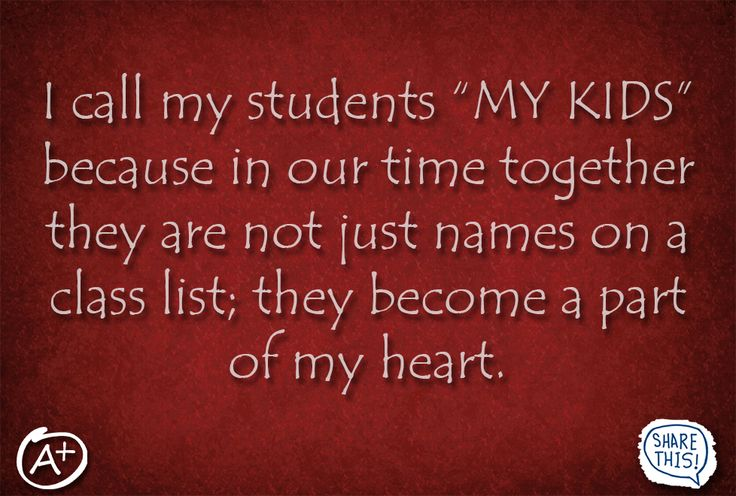 I call my students “MY KIDS”
because in our time together
they are not just names on a
class list; they become a part
of my heart.
A+
SHARE
THIS!